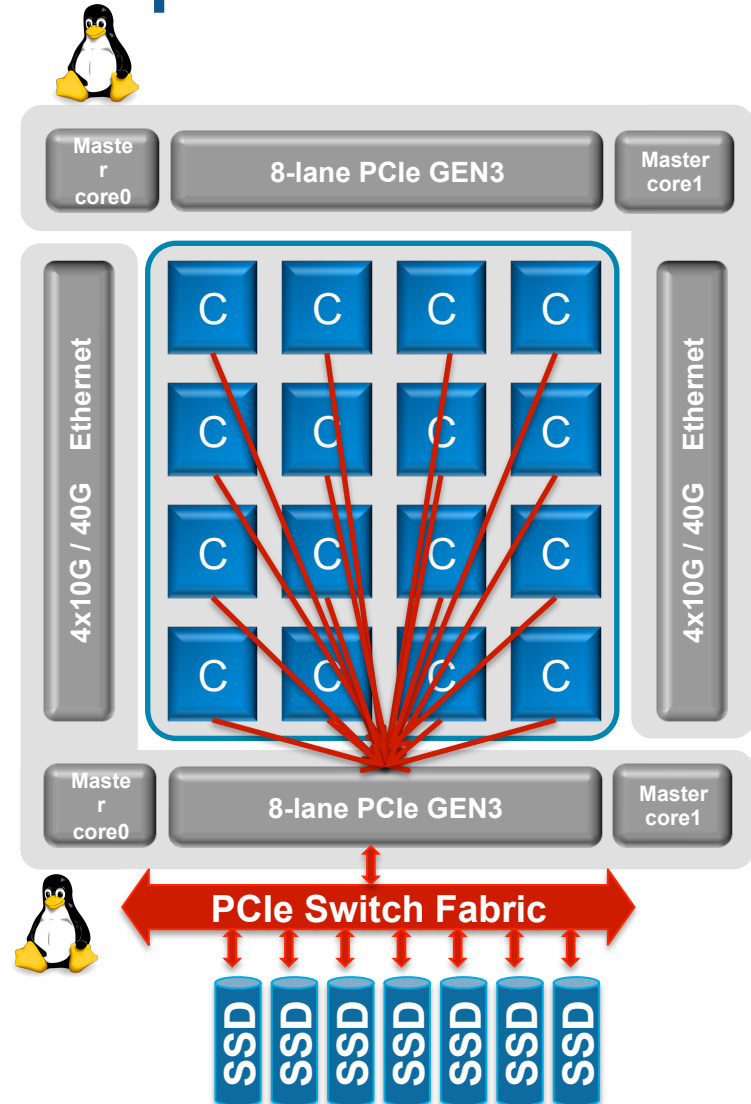 Maste
r
core0
8-lane PCIe GEN3
Master
core1
4x10G / 40G Ethernet
C C C C
C C C C
C C C C
C C C C
4x10G / 40G Ethernet
Maste
r
core0
8-lane PCIe GEN3
Master
core1
PCIe Switch Fabric
SSD
SSD
SSD
SSD
SSD
SSD
SSD